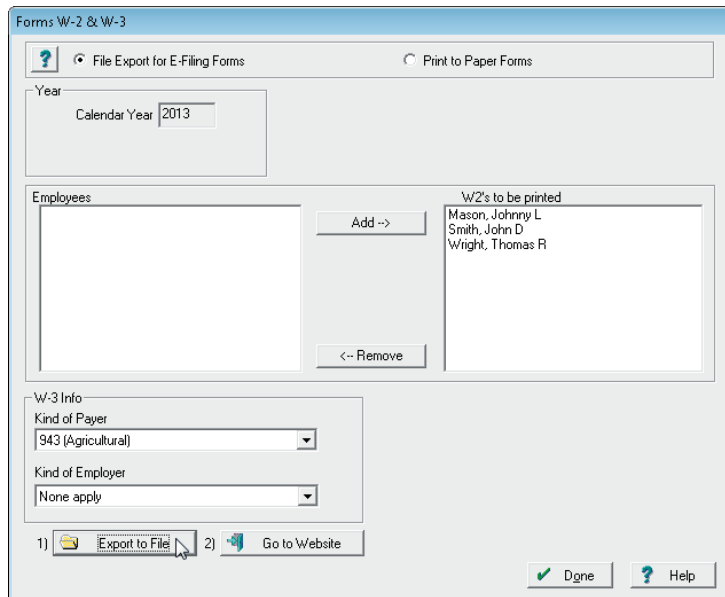 Forms W-2 & W-3
? File Export for E-Filing Forms Print to Paper Forms
Year
Calendar Year 2013
Employees W2's to be printed
Mason, Johnny L
Smith, John D
Wright, Thomas R
Add -->
<-- Remove
W-3 Info
Kind of Payer
943 (Agricultural)
Kind of Employer
None apply
1) Export to File 2) Go to Website
Done ? Help